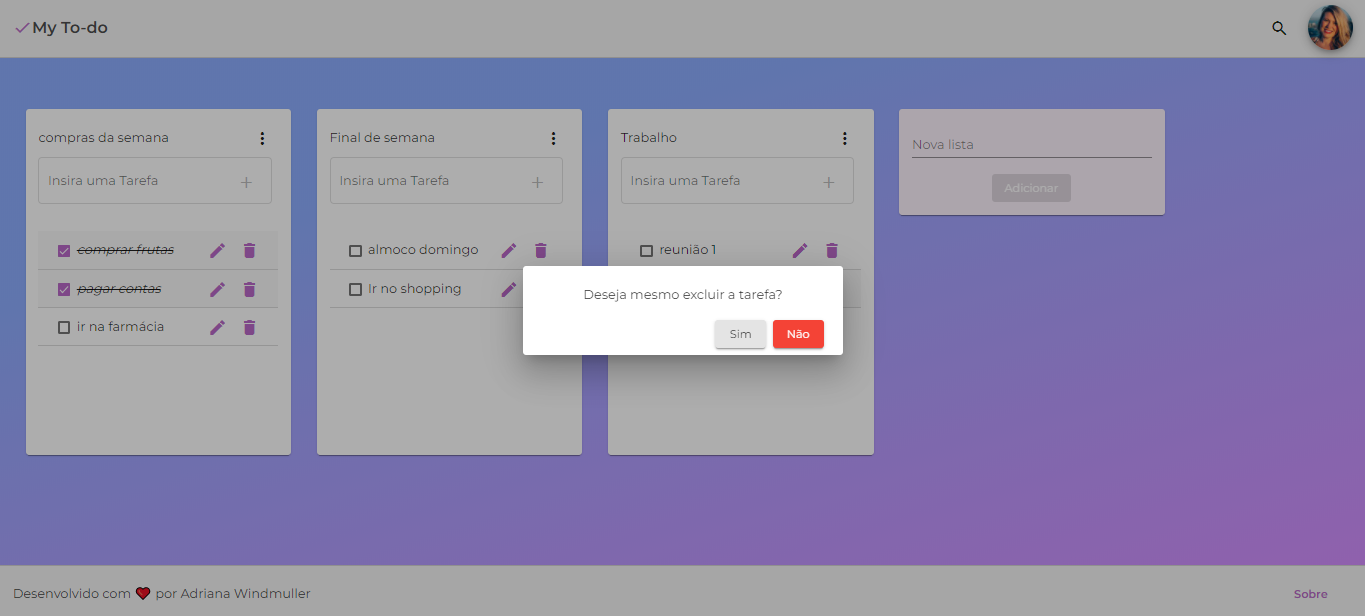 My To-do
compras da semana
Insira uma Tarefa
comprar frutas
pagar contas
ir na farmácia
Final de semana
Insira uma Tarefa
almoco domingo
Ir no shopping
Trabalho
Insira uma Tarefa
reunião 1
Nova lista
Adicionar
Deseja mesmo excluir a tarefa?
Sim Não
Desenvolvido com ❤ por Adriana Windmuller
Sobre